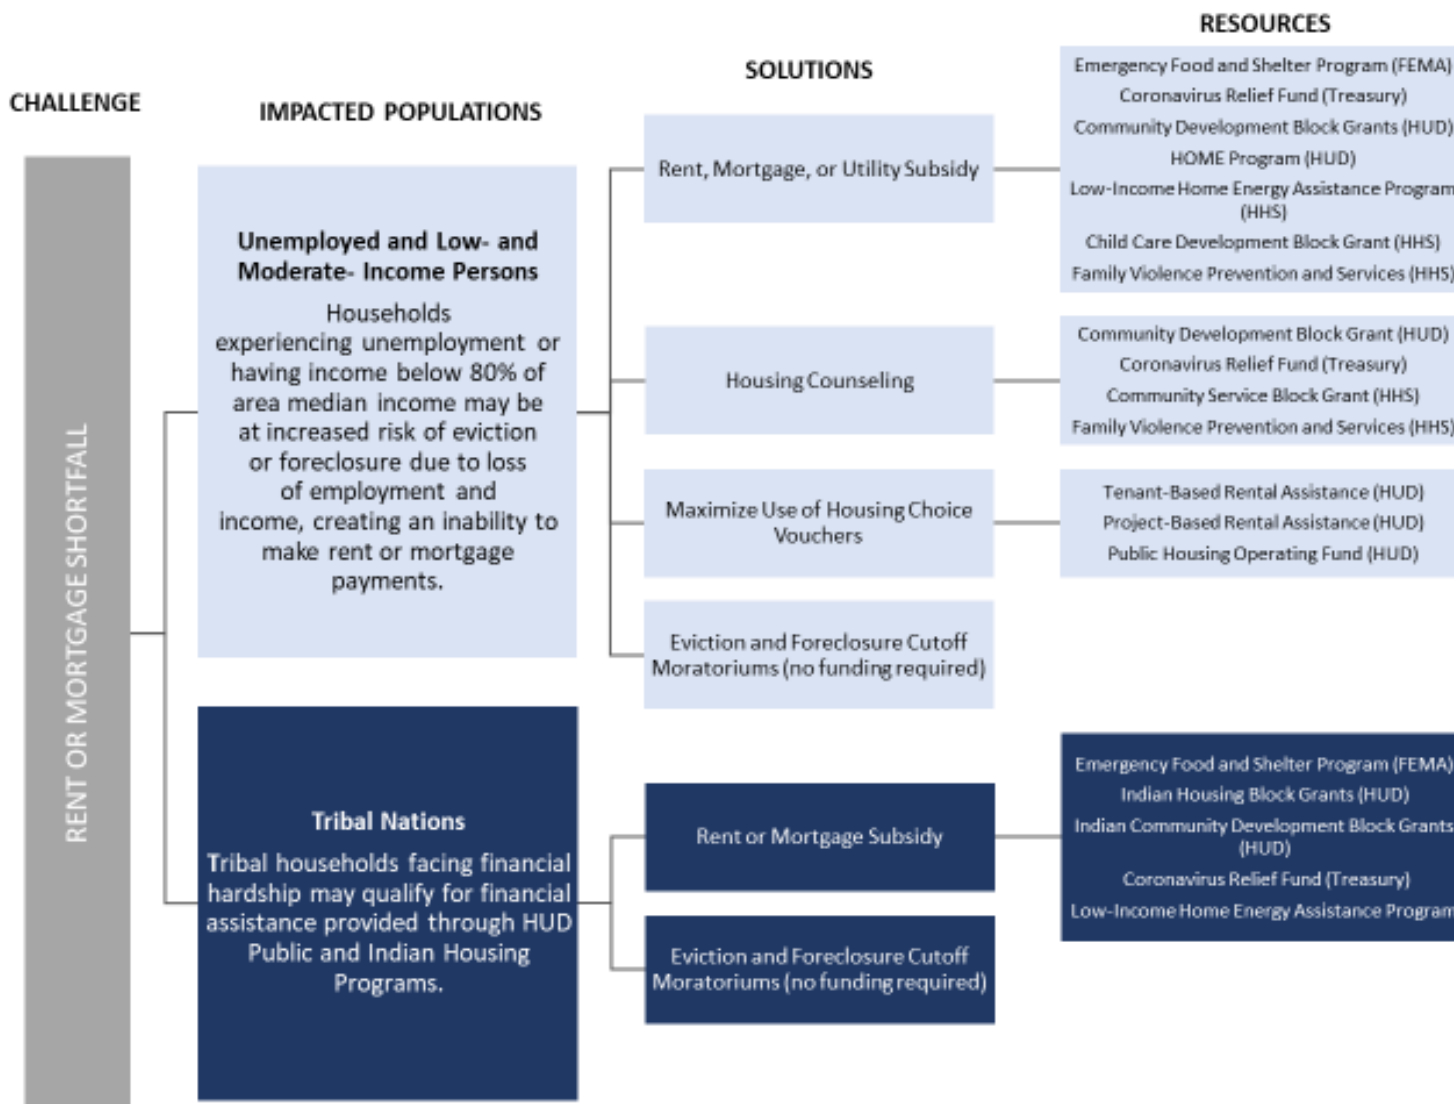 CHALLENGE
RENT OR MORTGAGE SHORTFALL
IMPACTED POPULATIONS
Unemployed and Low- and
Moderate- Income Persons
Households
experiencing unemployment or
having income below 80% of
area median income may be
at increased risk of eviction
or foreclosure due to loss
of employment and
income, creating an inability to
make rent or mortgage
payments.
Tribal Nations
Tribal households facing financial
hardship may qualify for financial
assistance provided through HUD
Public and Indian Housing
Programs.
SOLUTIONS
Rent, Mortgage, or Utility Subsidy
Housing Counseling
Maximize Use of Housing Choice
Vouchers
Eviction and Foreclosure Cutoff
Moratoriums (no funding required)
Rent or Mortgage Subsidy
Eviction and Foreclosure Cutoff
Moratoriums (no funding required)
RESOURCES
Emergency Food and Shelter Program (FEMA)
Coronavirus Relief Fund (Treasury)
Community Development Block Grants (HUD)
HOME Program (HUD)
Low-Income Home Energy Assistance Program
(HHS)
Child Care Development Block Grant (HHS)
Family Violence Prevention and Services (HHS)
Community Development Block Grant (HUD)
Coronavirus Relief Fund (Treasury)
Community Service Block Grant (HHS)
Family Violence Prevention and Services (HHS)
Tenant-Based Rental Assistance (HUD)
Project-Based Rental Assistance (HUD)
Public Housing Operating Fund (HUD)
Emergency Food and Shelter Program (FEMA)
Indian Housing Block Grants (HUD)
Indian Community Development Block Grants
(HUD)
Coronavirus Relief Fund (Treasury)
Low-Income Home Energy Assistance Program